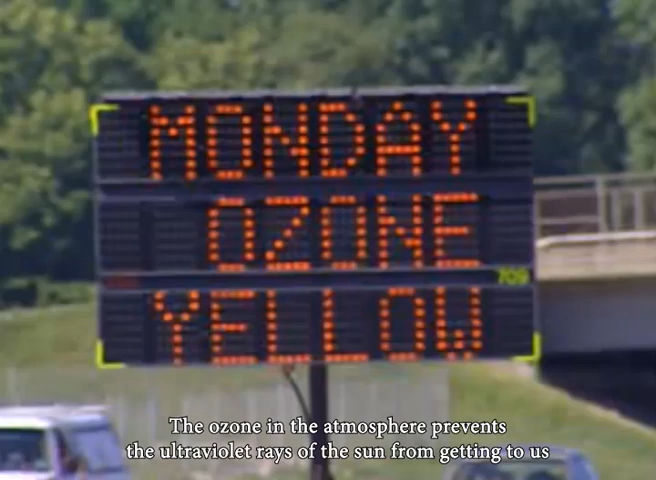 MONDAY
OZONE
709
YELLOW
The ozone in the atmosphere prevents
the ultraviolet rays of the sun from getting to us